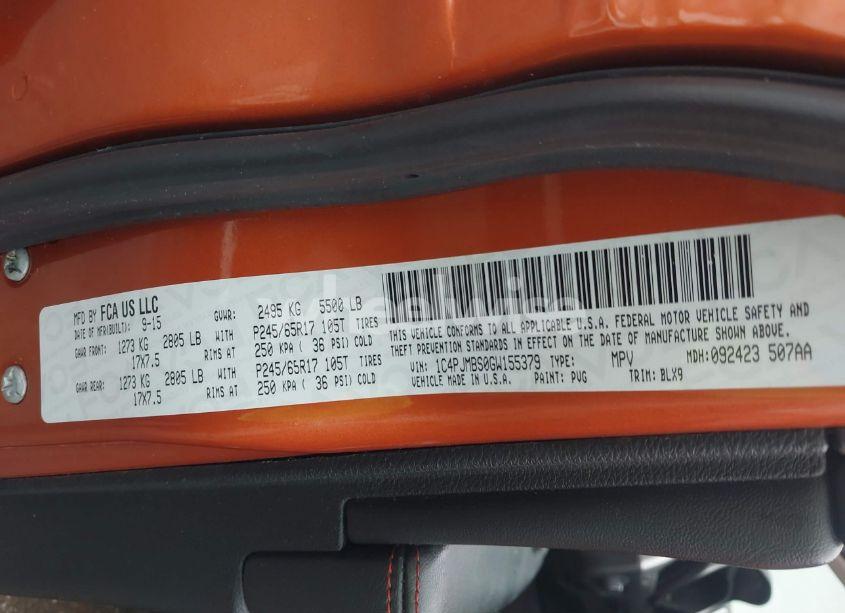 MFD BY FCA US LLC
DATE OF MFR(BUILT): 9-15 GVWR: 2495 KG 5500 LB
GAWR FRONT: 1273 KG 2805 LB WITH P245/65R17 105T TIRES
17X7.5 RIMS AT 250 KPA ( 36 PSI) COLD
GAWR REAR: 1273 KG 2805 LB WITH P245/65R17 105T TIRES
17X7.5 RIMS AT 250 KPA ( 36 PSI) COLD
THIS VEHICLE CONFORMS TO ALL APPLICABLE U.S.A. FEDERAL MOTOR VEHICLE SAFETY AND
THEFT PREVENTION STANDARDS IN EFFECT ON THE DATE OF MANUFACTURE SHOWN ABOVE.
VIN: 1C4PJMBS0GW155379 TYPE: MPV MDH: 092423 507AA
VEHICLE MADE IN U.S.A. PAINT: PVG TRIM: BLX9
wheelwise